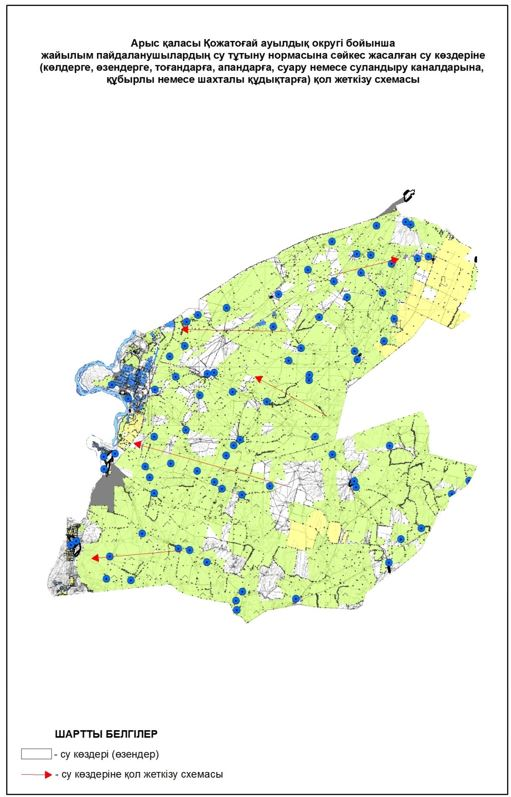 Арыс қаласы Қожатоғай ауылдық округі бойынша
жайылым пайдаланушылардың су тұтыну нормасына сәйкес жасалған су көздеріне
(көлдерге, өзендерге, тоғандарға, апандарға, суару немесе суландыру каналдарына,
құбырлы немесе шахталы құдықтарға) қол жеткізу схемасы
ШАРТТЫ БЕЛГІЛЕР
- су көздері (өзендер)
- су көздеріне қол жеткізу схемасы